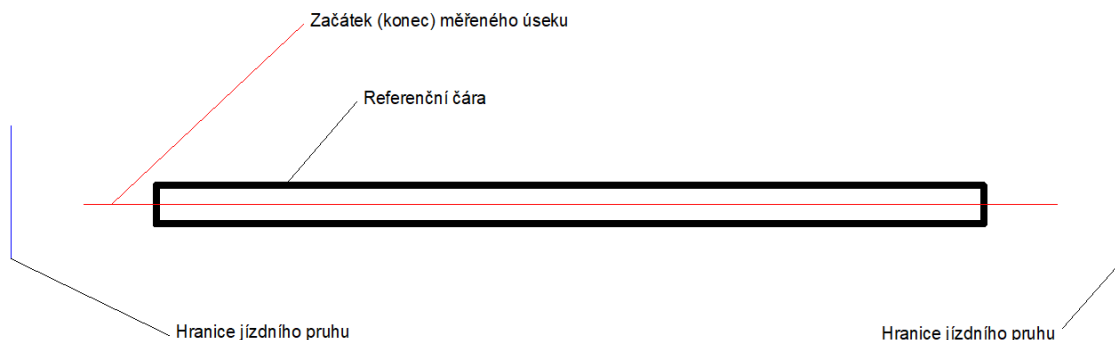 Začátek (konec) měřeného úseku
Referenční čára
Hranice jízdního pruhu
Hranice jízdního pruhu